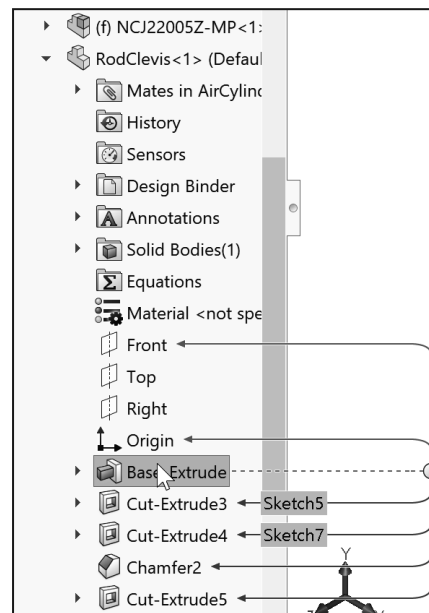 (f) NCJ22005Z-MP<1>
RodClevis<1> (Defaul
Mates in AirCylind
History
Sensors
Design Binder
Annotations
Solid Bodies(1)
Equations
Material <not spe
Front
Top
Right
Origin
Base-Extrude
Cut-Extrude3 Sketch5
Cut-Extrude4 Sketch7
Chamfer2
Y
Cut-Extrude5